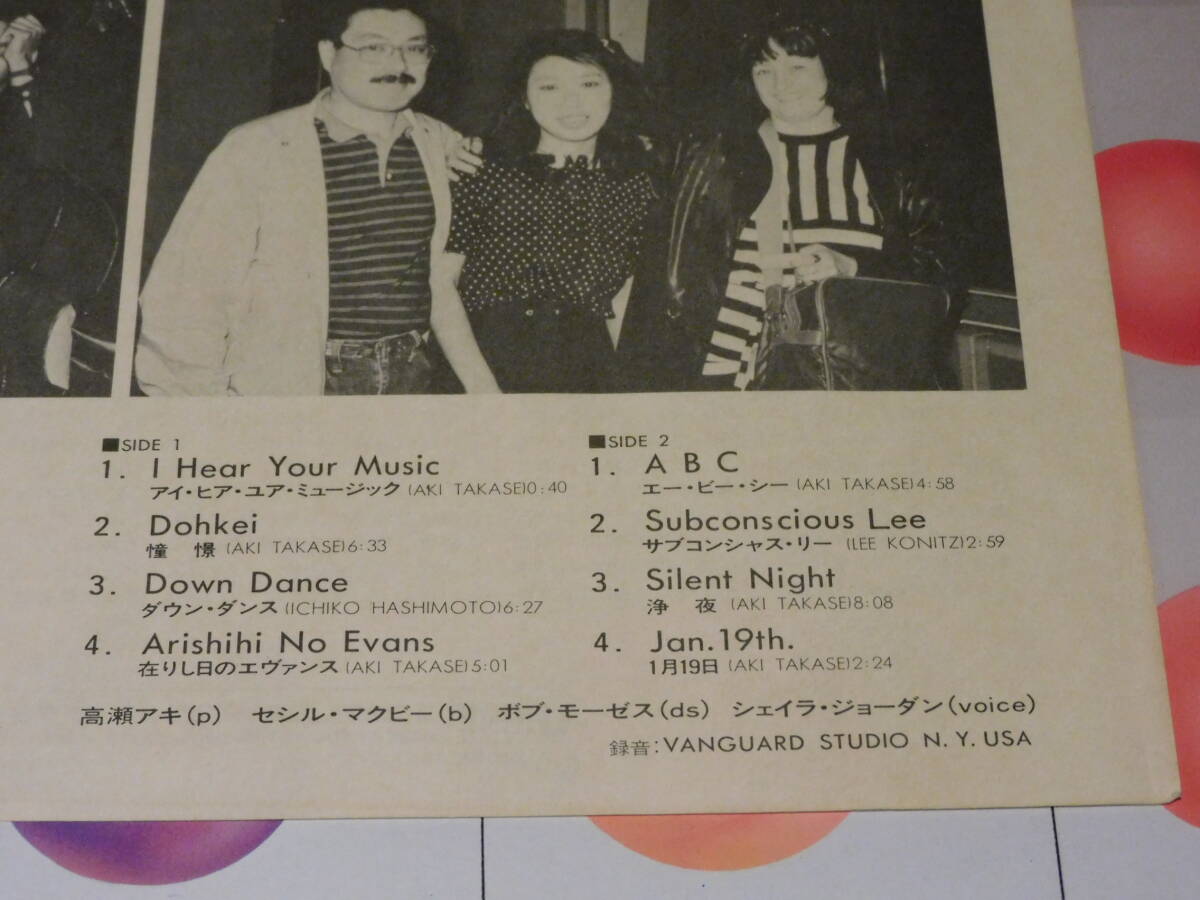 ■SIDE 1
1. I Hear Your Music
アイ・ヒア・ユア・ミュージック (AKI TAKASE)0:40
2. Dohkei
憧 憬 (AKI TAKASE)6:33
3. Down Dance
ダウン・ダンス(ICHIKO HASHIMOTO)6:27
4. Arishihi No Evans
在りし日のエヴァンス(AKI TAKASE)5:01
■SIDE 2
1. A B C
エー・ビー・シー (AKI TAKASE)4:58
2. Subconscious Lee
サブコンシャス・リー (LEE KONITZ)2:59
3. Silent Night
浄 夜 (AKI TAKASE)8:08
4. Jan.19th.
1月19日 (AKI TAKASE)2:24
高瀬アキ(p) セシル・マクビー(b) ボブ・モーゼス(ds) シェイラ・ジョーダン(voice)
録音:VANGUARD STUDIO N.Y.USA